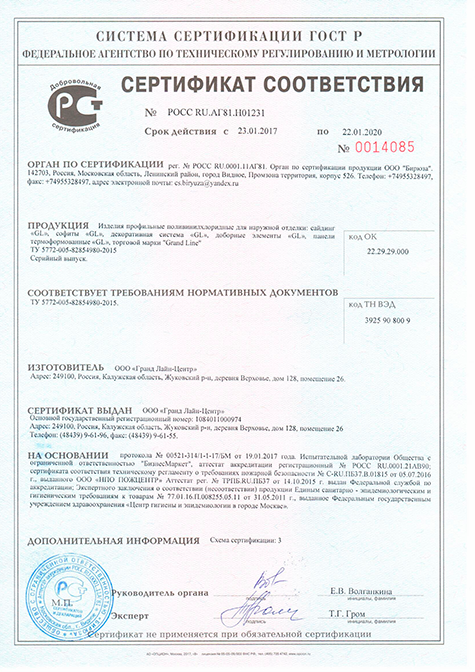 СИСТЕМА СЕРТИФИКАЦИИ ГОСТ Р
ФЕДЕРАЛЬНОЕ АГЕНТСТВО ПО ТЕХНИЧЕСКОМУ РЕГУЛИРОВАНИЮ И МЕТРОЛОГИИ
Добровольная
РСТ
сертификация
СЕРТИФИКАТ СООТВЕТСТВИЯ
№ РОСС RU.АГ81.Н01231
Срок действия с 23.01.2017 по 22.01.2020
№ 0014085
ОРГАН ПО СЕРТИФИКАЦИИ рег. № РОСС RU.0001.11АГ81. Орган по сертификации продукции ООО "Бирюза".
142703, Россия, Московская область, Ленинский район, город Видное, Промзона территория, корпус 526. Телефон: +74955328497,
факс: +74955328497, адрес электронной почты: cs.biryuza@yandex.ru
ПРОДУКЦИЯ Изделия профильные поливинилхлоридные для наружной отделки: сайдинг
«GL», софиты «GL», декоративная система «GL», доборные элементы «GL», панели
термоформованные «GL», торговой марки "Grand Line"
ТУ 5772-005-82854980-2015
Серийный выпуск.
код ОК
22.29.29.000
СООТВЕТСТВУЕТ ТРЕБОВАНИЯМ НОРМАТИВНЫХ ДОКУМЕНТОВ
ТУ 5772-005-82854980-2015.
код ТН ВЭД
3925 90 800 9
ИЗГОТОВИТЕЛЬ ООО «Гранд Лайн-Центр»
Адрес: 249100, Россия, Калужская область, Жуковский р-н, деревня Верховье, дом 128, помещение 26.
СЕРТИФИКАТ ВЫДАН ООО «Гранд Лайн-Центр»
Основной государственный регистрационный номер: 1084011000974
Адрес: 249100, Россия, Калужская область, Жуковский р-н, деревня Верховье, дом 128, помещение 26
Телефон: (48439) 9-61-96, факс: (48439) 9-61-55.
НА ОСНОВАНИИ протокола № 00521-314/1-1-17/БМ от 19.01.2017 года. Испытательной лаборатории Общества с
ограниченной ответственностью "БизнесМаркет", аттестат аккредитации регистрационный № РОСС RU.0001.21АВ90;
сертификата соответствия техническому регламенту о требованиях пожарной безопасности № С-RU.ПБ37.В.01815 от 05.07.2016
г., выданного ООО «НПО ПОЖЦЕНТР» Аттестат рег. № ТРПБ.RU.ПБ37 от 14.10.2015 г. выдан Федеральной службой по
аккредитации; Экспертного заключения о соответствии (несоответствии) продукции Единым санитарно - эпидемиологическим и
гигиеническим требованиям к товарам № 77.01.16.П.008255.05.11 от 31.05.2011 г., выданное Федеральным государственным
учреждением здравоохранения «Центр гигиены и эпидемиологии в городе Москве».
ДОПОЛНИТЕЛЬНАЯ ИНФОРМАЦИЯ Схема сертификации: 3
М.П.
Руководитель органа
подпись
Е.В. Волганкина
инициалы, фамилия
Эксперт
подпись
Т.Г. Гром
инициалы, фамилия
Сертификат не применяется при обязательной сертификации